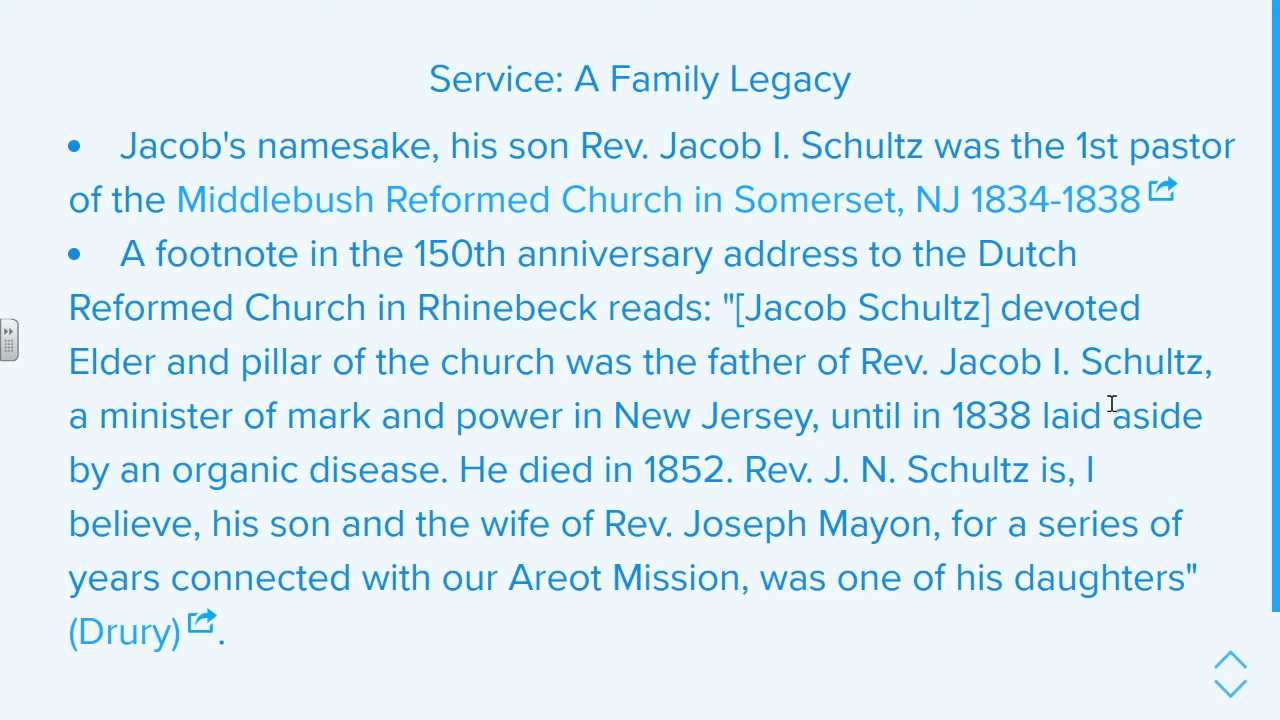 Service: A Family Legacy
• Jacob's namesake, his son Rev. Jacob I. Schultz was the 1st pastor
of the Middlebush Reformed Church in Somerset, NJ 1834-1838
• A footnote in the 150th anniversary address to the Dutch
Reformed Church in Rhinebeck reads: "[Jacob Schultz] devoted
Elder and pillar of the church was the father of Rev. Jacob I. Schultz,
a minister of mark and power in New Jersey, until in 1838 laid aside
by an organic disease. He died in 1852. Rev. J. N. Schultz is, I
believe, his son and the wife of Rev. Joseph Mayon, for a series of
years connected with our Areot Mission, was one of his daughters"
(Drury).